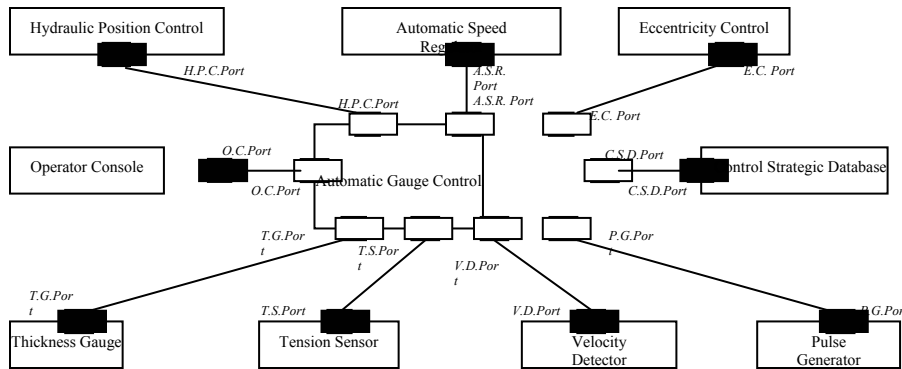 Hydraulic Position Control
Automatic Speed
Eccentricity Control
H.P.C.Port
A.S.R.
Port
E.C. Port
H.P.C.Port
A.S.R. Port
E.C. Port
Operator Console
O.C.Port
O.C.Port
Automatic Gauge Control
C.S.D.Port
C.S.D.Port
Control Strategic Database
T.G.Por
t
T.S.Por
t
V.D.Por
t
P.G.Por
t
T.G.Por
t
T.S.Port
V.D.Port
P.G.Port
Thickness Gauge
Tension Sensor
Velocity
Detector
Pulse
Generator